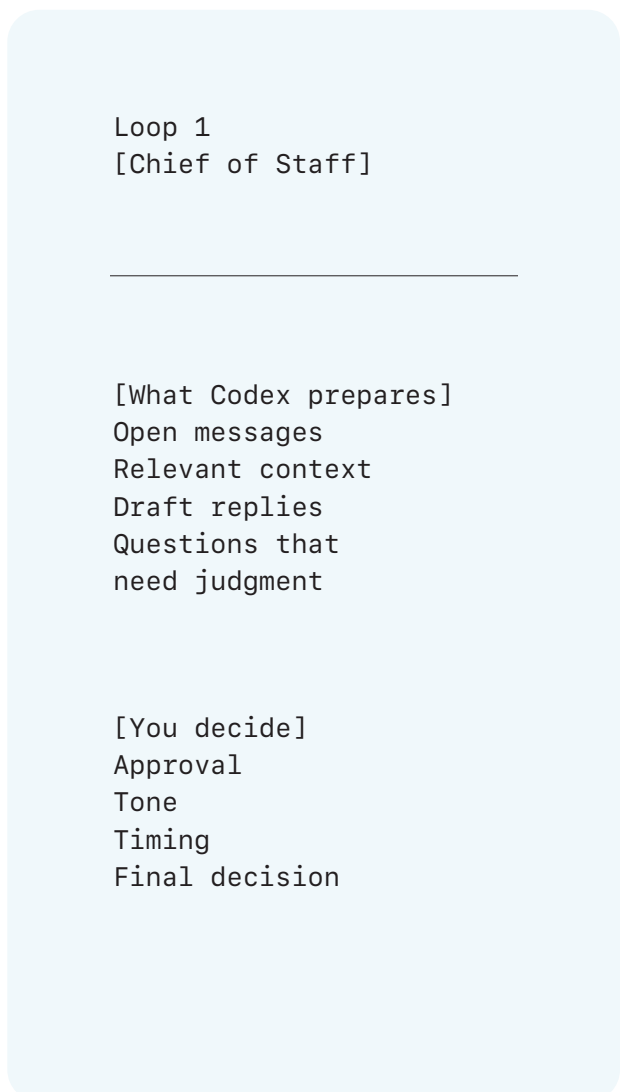 Loop 1
[Chief of Staff]
[What Codex prepares]
Open messages
Relevant context
Draft replies
Questions that
need judgment
[You decide]
Approval
Tone
Timing
Final decision